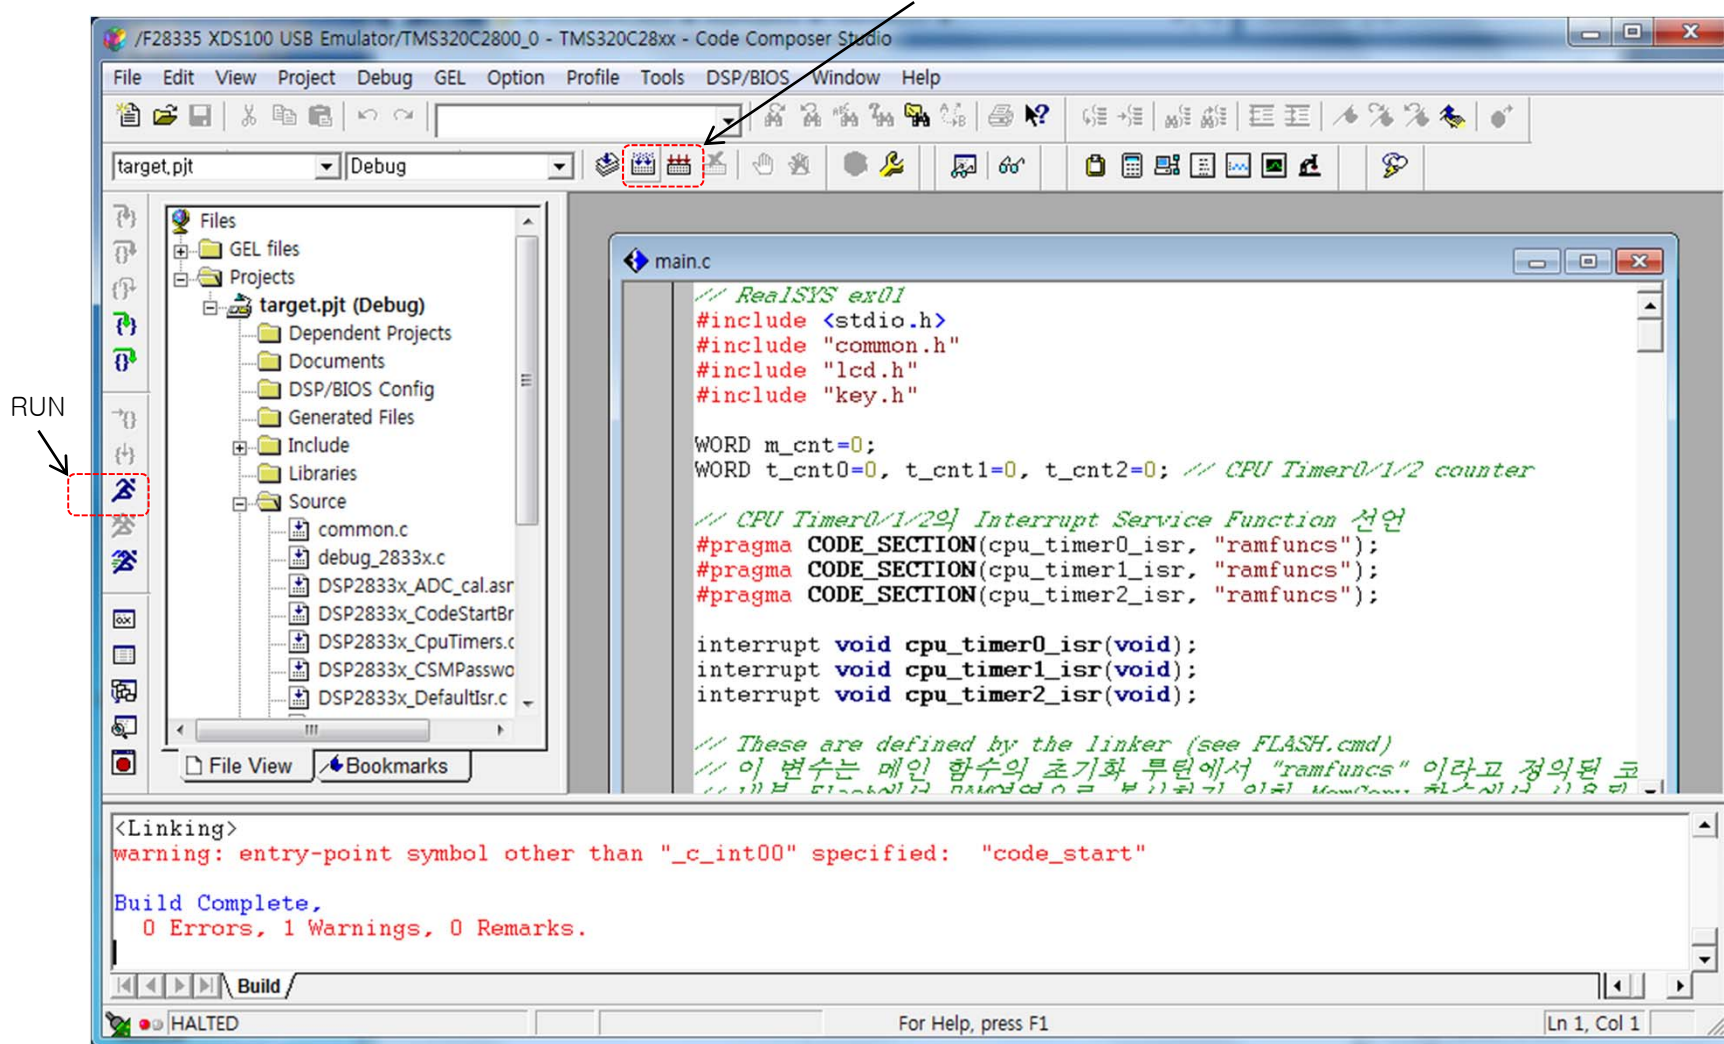 /F28335 XDS100 USB Emulator/TMS320C2800_0 - TMS320C28xx - Code Composer Studio
File Edit View Project Debug GEL Option Profile Tools DSP/BIOS Window Help
target.pjt Debug
RUN
Files
GEL files
Projects
target.pjt (Debug)
Dependent Projects
Documents
DSP/BIOS Config
Generated Files
Include
Libraries
Source
common.c
debug_2833x.c
DSP2833x_ADC_cal.asr
DSP2833x_CodeStartBr
DSP2833x_CpuTimers.c
DSP2833x_CSMPasswo
DSP2833x_DefaultIsr.c
File View Bookmarks
main.c
// RealSYS ex01
#include <stdio.h>
#include "common.h"
#include "lcd.h"
#include "key.h"
WORD m_cnt=0;
WORD t_cnt0=0, t_cnt1=0, t_cnt2=0; // CPU Timer0/1/2 counter
// CPU Timer0/1/2의 Interrupt Service Function 선언
#pragma CODE_SECTION(cpu_timer0_isr, "ramfuncs");
#pragma CODE_SECTION(cpu_timer1_isr, "ramfuncs");
#pragma CODE_SECTION(cpu_timer2_isr, "ramfuncs");
interrupt void cpu_timer0_isr(void);
interrupt void cpu_timer1_isr(void);
interrupt void cpu_timer2_isr(void);
// These are defined by the linker (see FLASH.cmd)
// 이 변수는 메인 함수의 초기화 루틴에서 "ramfuncs" 이라고 정의된 코
<Linking>
warning: entry-point symbol other than "_c_int00" specified: "code_start"
Build Complete,
0 Errors, 1 Warnings, 0 Remarks.
Build
HALTED
For Help, press F1
Ln 1, Col 1